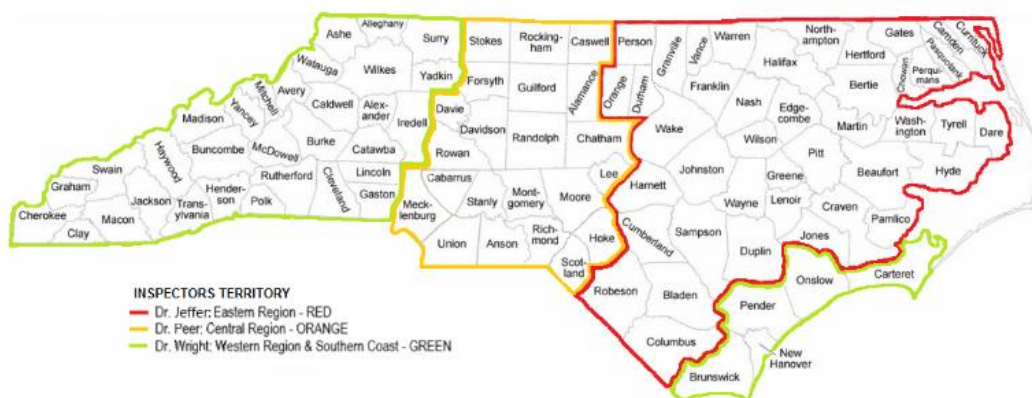 Alleghany
Ashe
Surry
Stokes
Rocking-
ham
Caswell
Person
Granville
Vance
Warren
North-
ampton
Gates
Camden
Currituck
Pasquotank
Hertford
Halifax
Watauga
Wilkes
Yadkin
Forsyth
Guilford
Alamance
Orange
Durham
Franklin
Bertie
Chowan
Perqui-
mans
Mitchell
Avery
Yancey
Caldwell
Alex-
ander
Iredell
Davie
Nash
Edge-
combe
Madison
Davidson
Randolph
Chatham
Wake
Martin
Wash-
ington
Tyrell
Dare
Haywood
Buncombe
McDowell
Burke
Catawba
Rowan
Wilson
Pitt
Swain
Rutherford
Lincoln
Cabarrus
Lee
Harnett
Johnston
Greene
Beaufort
Hyde
Graham
Jackson
Trans-
ylvania
Hender-
son
Polk
Cleveland
Gaston
Meck-
lenburg
Stanly
Mont-
gomery
Moore
Wayne
Lenoir
Craven
Pamlico
Cherokee
Macon
Clay
Union
Anson
Rich-
mond
Hoke
Cumberland
Sampson
Duplin
Jones
Scot-
land
Onslow
Carteret
Robeson
Bladen
Pender
Columbus
New
Hanover
Brunswick
INSPECTORS TERRITORY
Dr. Jeffer: Eastern Region - RED
Dr. Peer: Central Region - ORANGE
Dr. Wright: Western Region & Southern Coast - GREEN